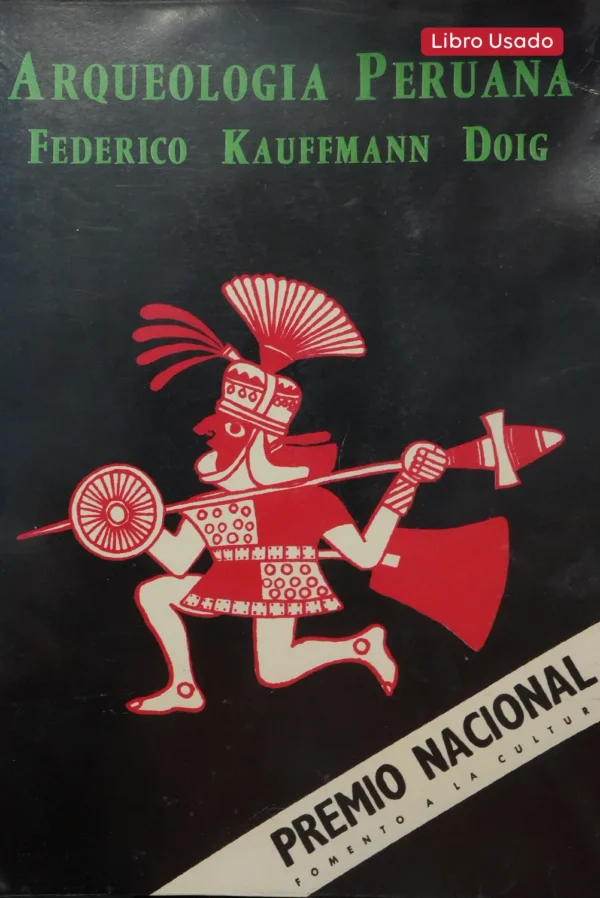 Libro Usado
ARQUEOLOGIA PERUANA
FEDERICO KAUFFMANN DOIG
PREMIO NACIONAL
FOMENTO A LA CULTUR